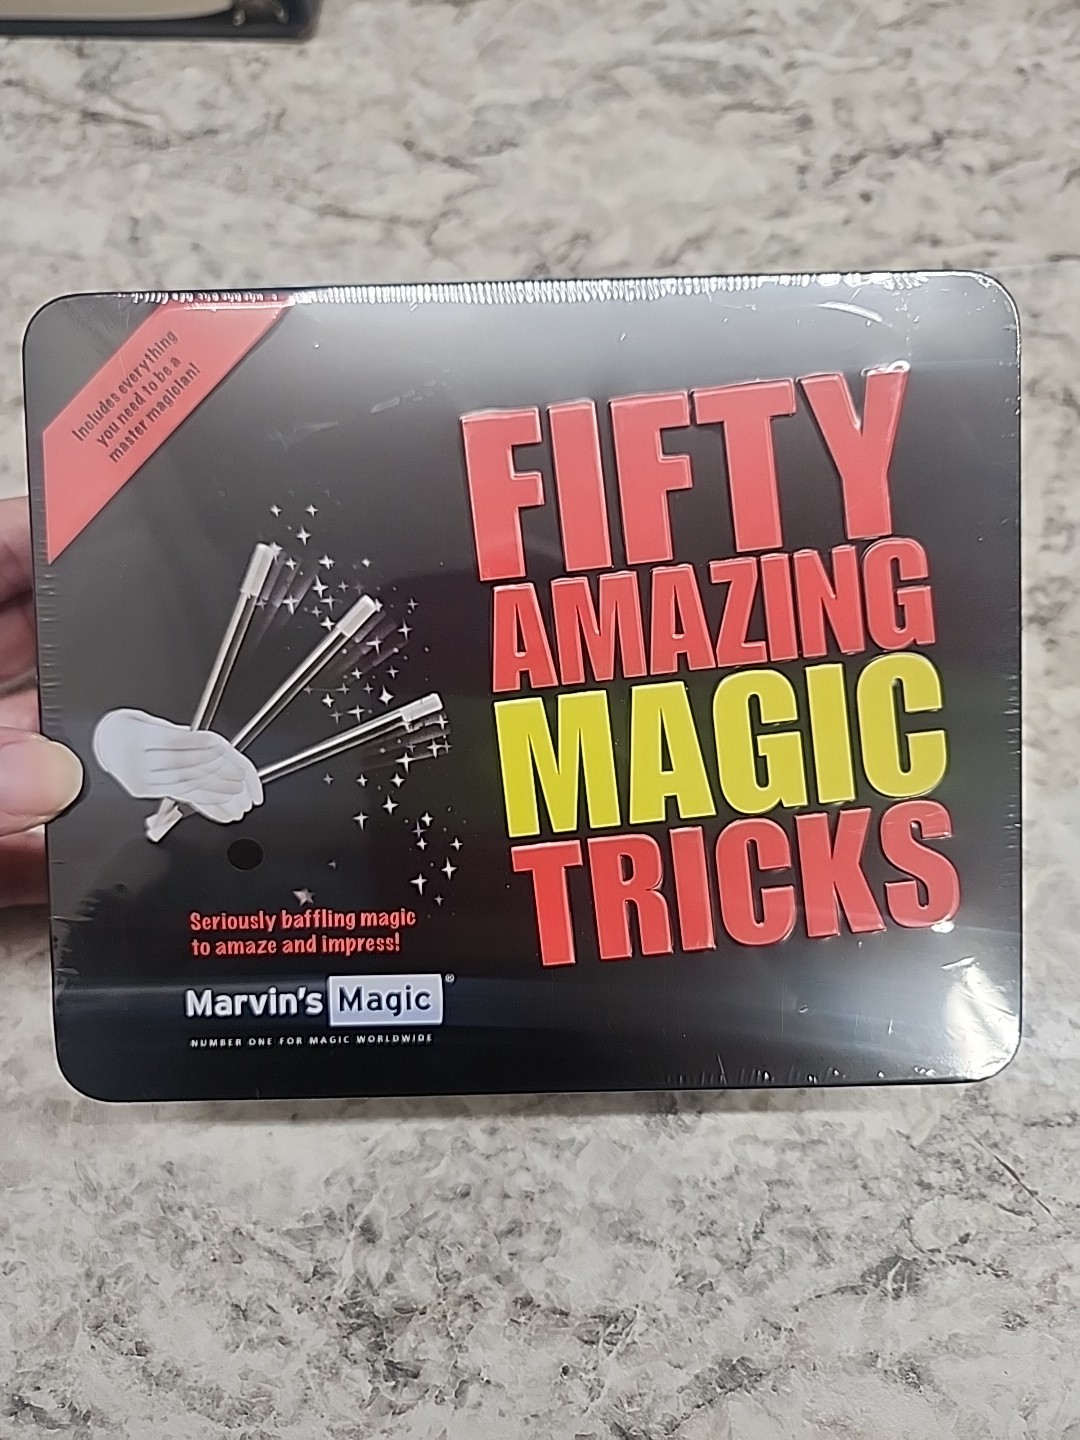 Includes everything
you need to be a
master magician!
FIFTY
AMAZING
MAGIC
TRICKS
Seriously baffling magic
to amaze and impress!
Marvin's Magic®
NUMBER ONE FOR MAGIC WORLDWIDE